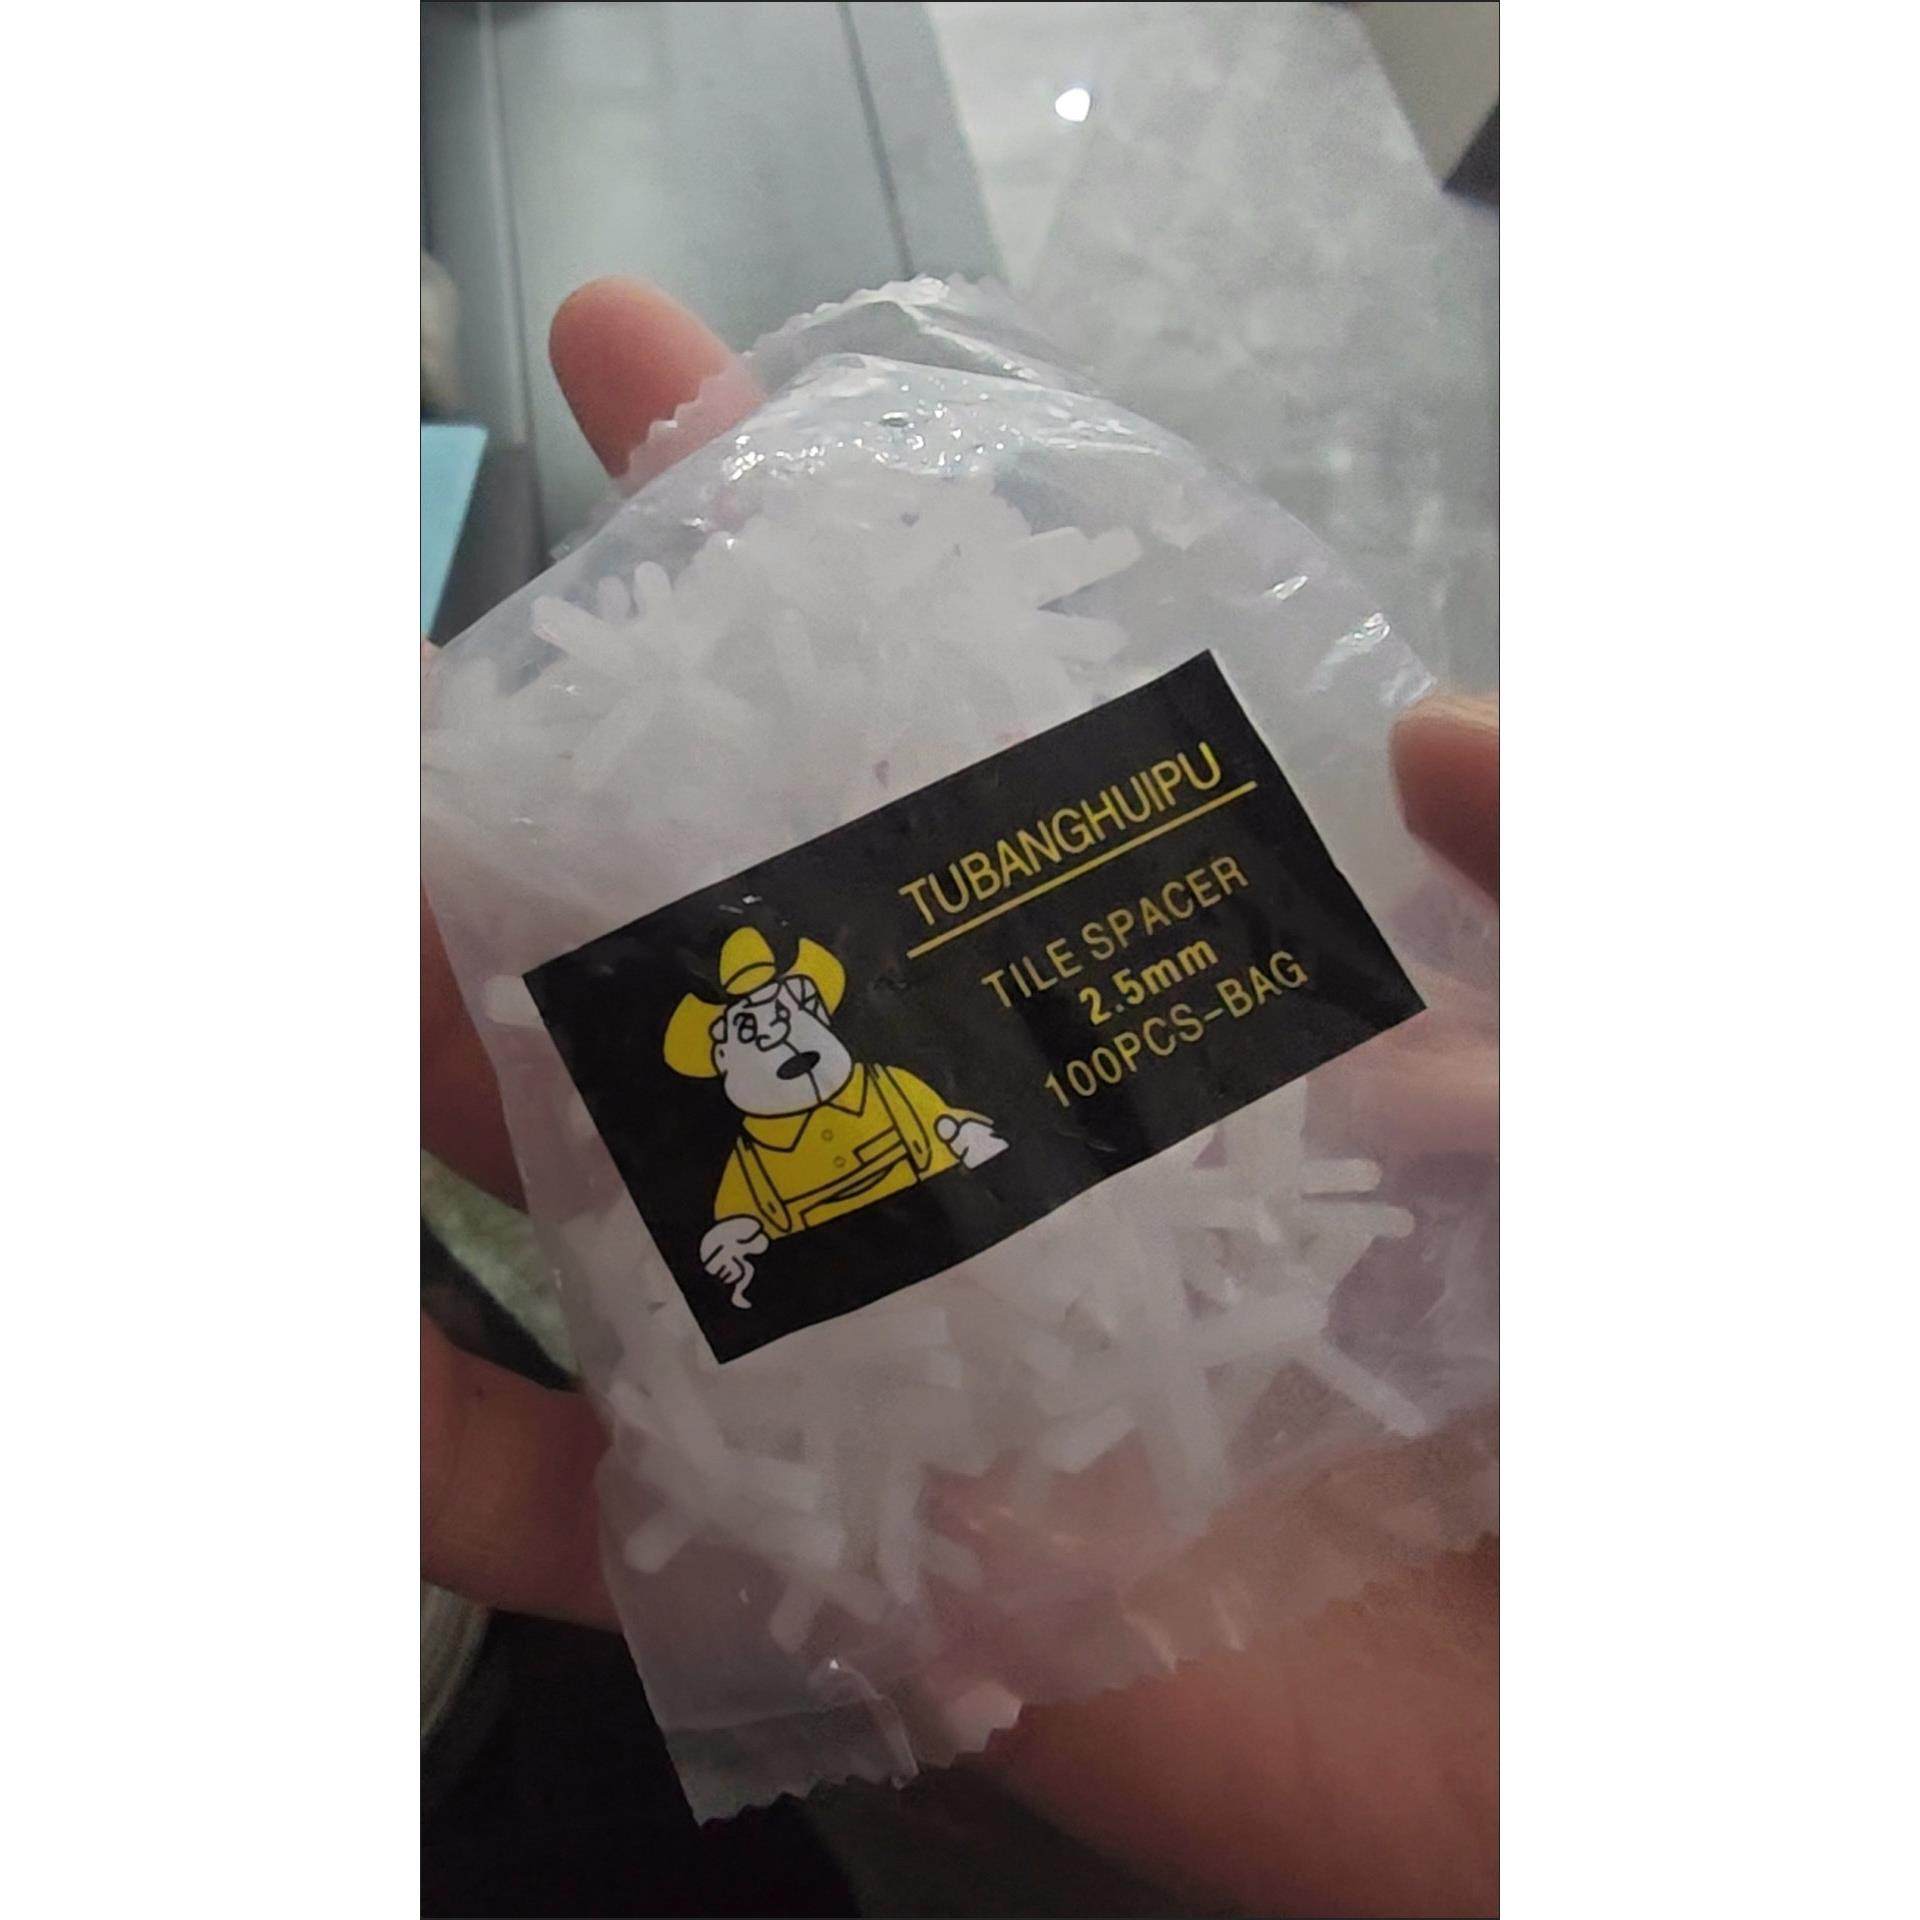 TUBANGHUIPU
TILE SPACER
2.5mm
100PCS-BAG